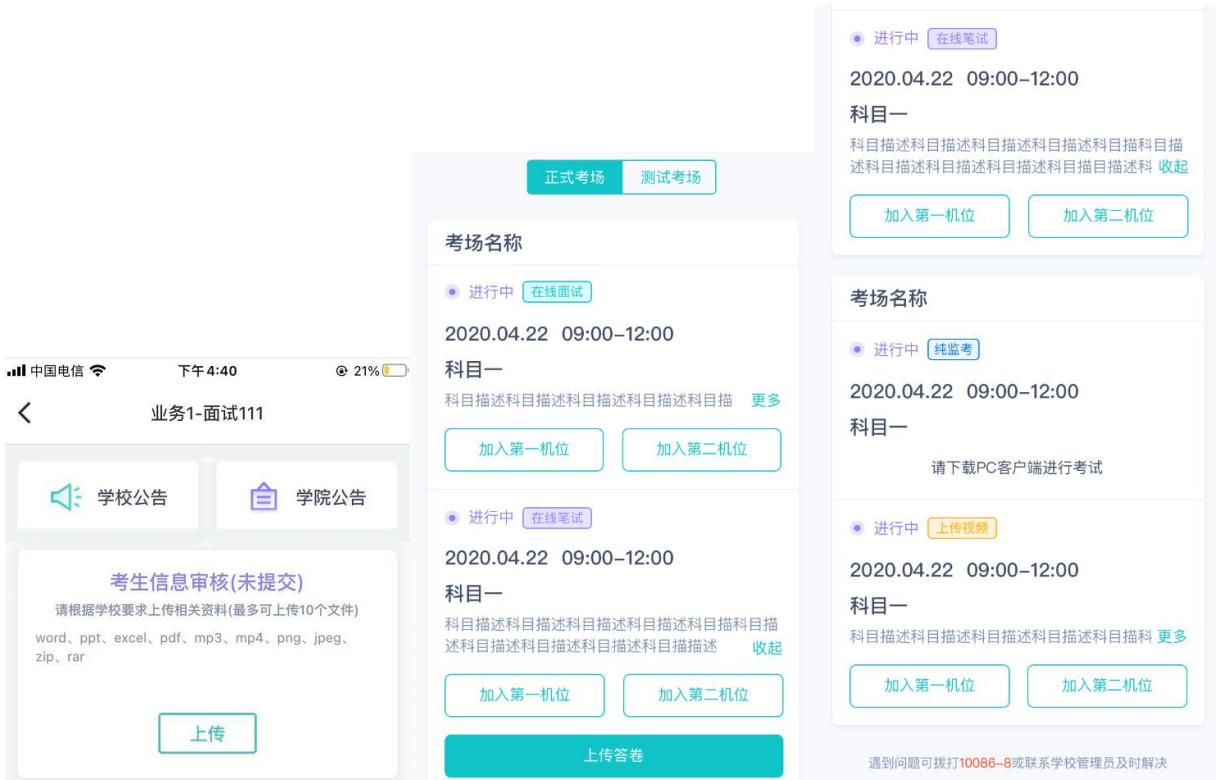 中国电信
下午4:40
21%
业务1-面试111
学校公告
学院公告
考生信息审核(未提交)
请根据学校要求上传相关资料(最多可上传10个文件)
word、ppt、excel、pdf、mp3、mp4、png、jpeg、
zip、rar
上传
正式考场
测试考场
考场名称
进行中 在线面试
2020.04.22 09:00-12:00
科目一
科目描述科目描述科目描述科目描述科目描 更多
加入第一机位
加入第二机位
进行中 在线笔试
2020.04.22 09:00-12:00
科目一
科目描述科目描述科目描述科目描述科目描科目描
述科目描述科目描述科目描述科目描描述 收起
加入第一机位
加入第二机位
上传答卷
进行中 在线笔试
2020.04.22 09:00-12:00
科目一
科目描述科目描述科目描述科目描述科目描科目描
述科目描述科目描述科目描述科目描目描述科 收起
加入第一机位
加入第二机位
考场名称
进行中 纯监考
2020.04.22 09:00-12:00
科目一
请下载PC客户端进行考试
进行中 上传视频
2020.04.22 09:00-12:00
科目一
科目描述科目描述科目描述科目描述科目描科 更多
加入第一机位
加入第二机位
遇到问题可拨打10086-8或联系学校管理员及时解决